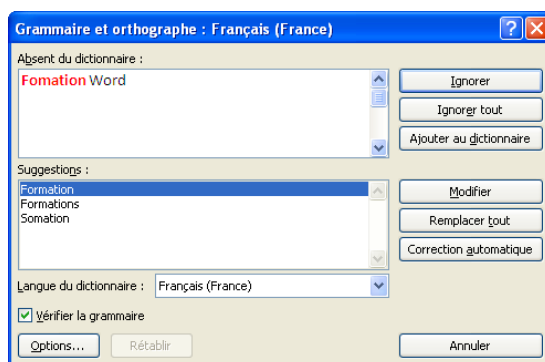 Grammaire et orthographe : Français (France)
Absent du dictionnaire :
Fomation Word
Ignorer
Ignorer tout
Ajouter au dictionnaire
Suggestions :
Formation
Formations
Somation
Modifier
Remplacer tout
Correction automatique
Langue du dictionnaire :
Français (France)
Vérifier la grammaire
Options...
Rétablir
Annuler